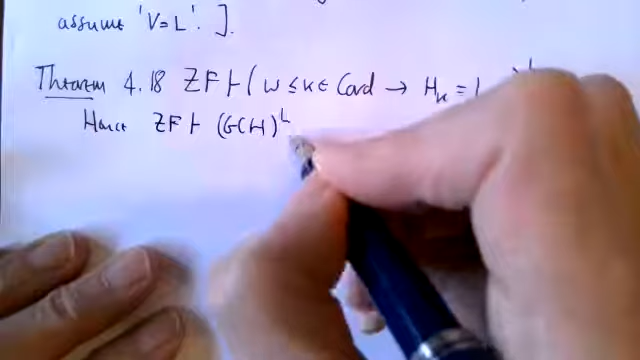 assume 'V=L'. ].
Theorem 4.18 ZF ⊢ ( ω ≤ κ ∈ Card → H_κ =
Hence ZF ⊢ (GCH)^L